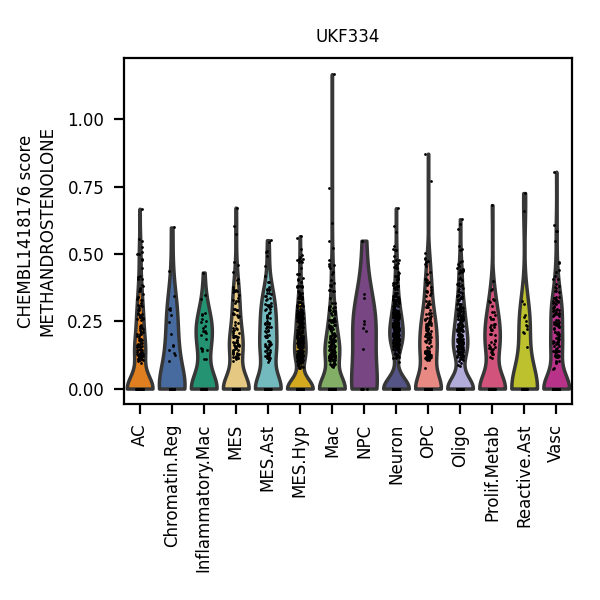 UKF334
CHEMBL1418176 score
METHANDROSTENOLONE
1.00
0.75
0.50
0.25
0.00
AC
Chromatin.Reg
Inflammatory.Mac
MES
MES.Ast
MES.Hyp
Mac
NPC
Neuron
OPC
Oligo
Prolif.Metab
Reactive.Ast
Vasc